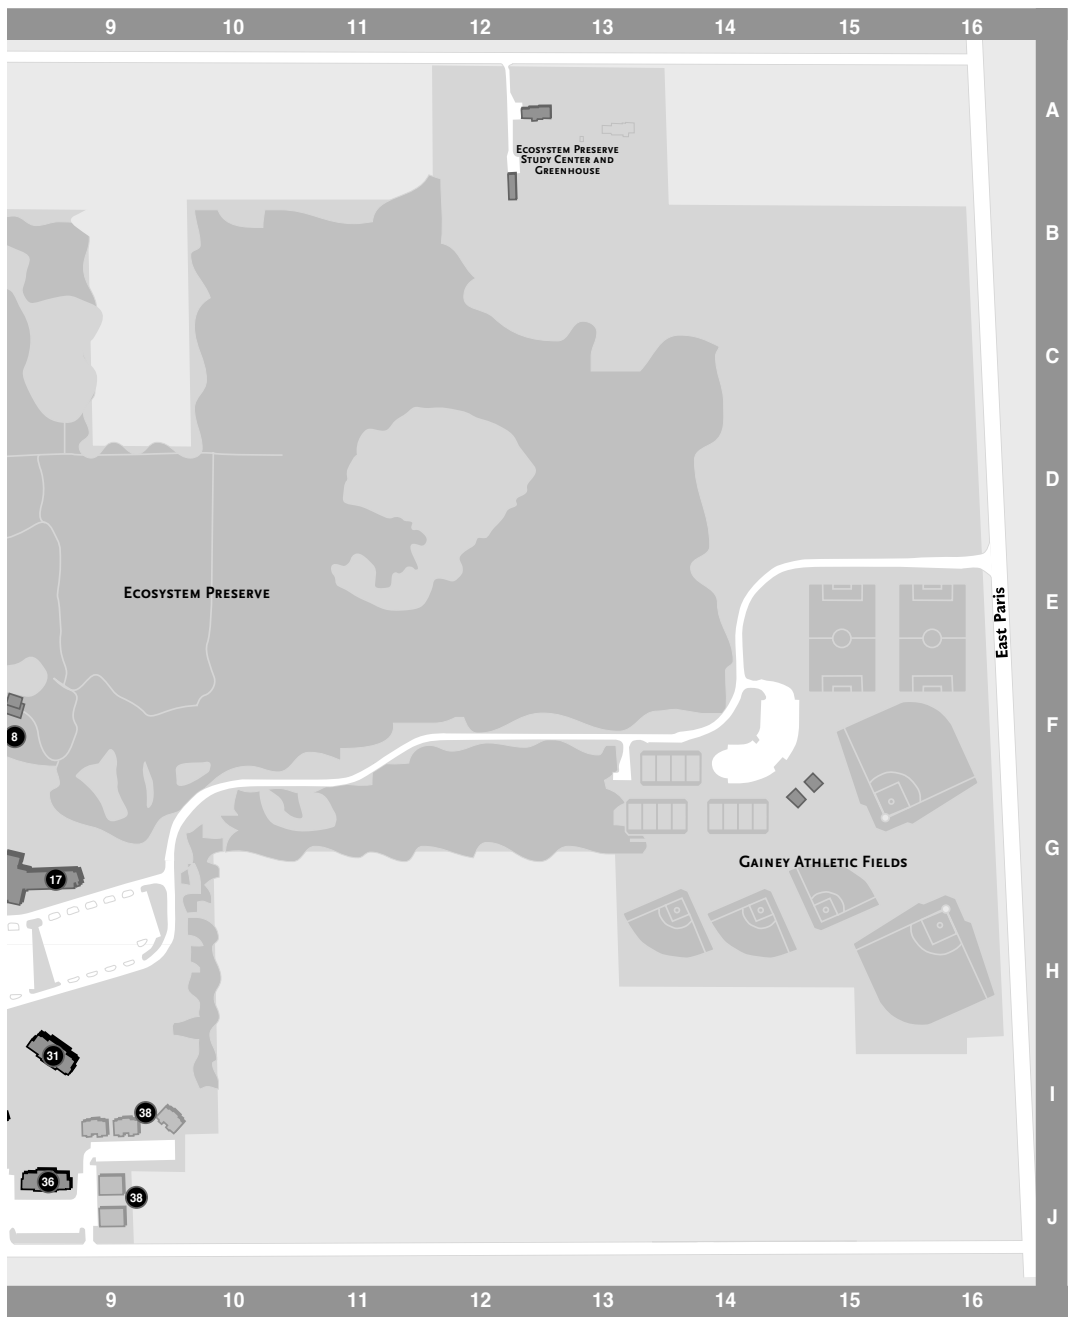 9 10 11 12 13 14 15 16
A
Ecosystem Preserve
Study Center and
Greenhouse
B
C
D
Ecosystem Preserve
East Paris
E
F
8
G
Gainey Athletic Fields
17
H
31
I
38
36
38
J
9 10 11 12 13 14 15 16